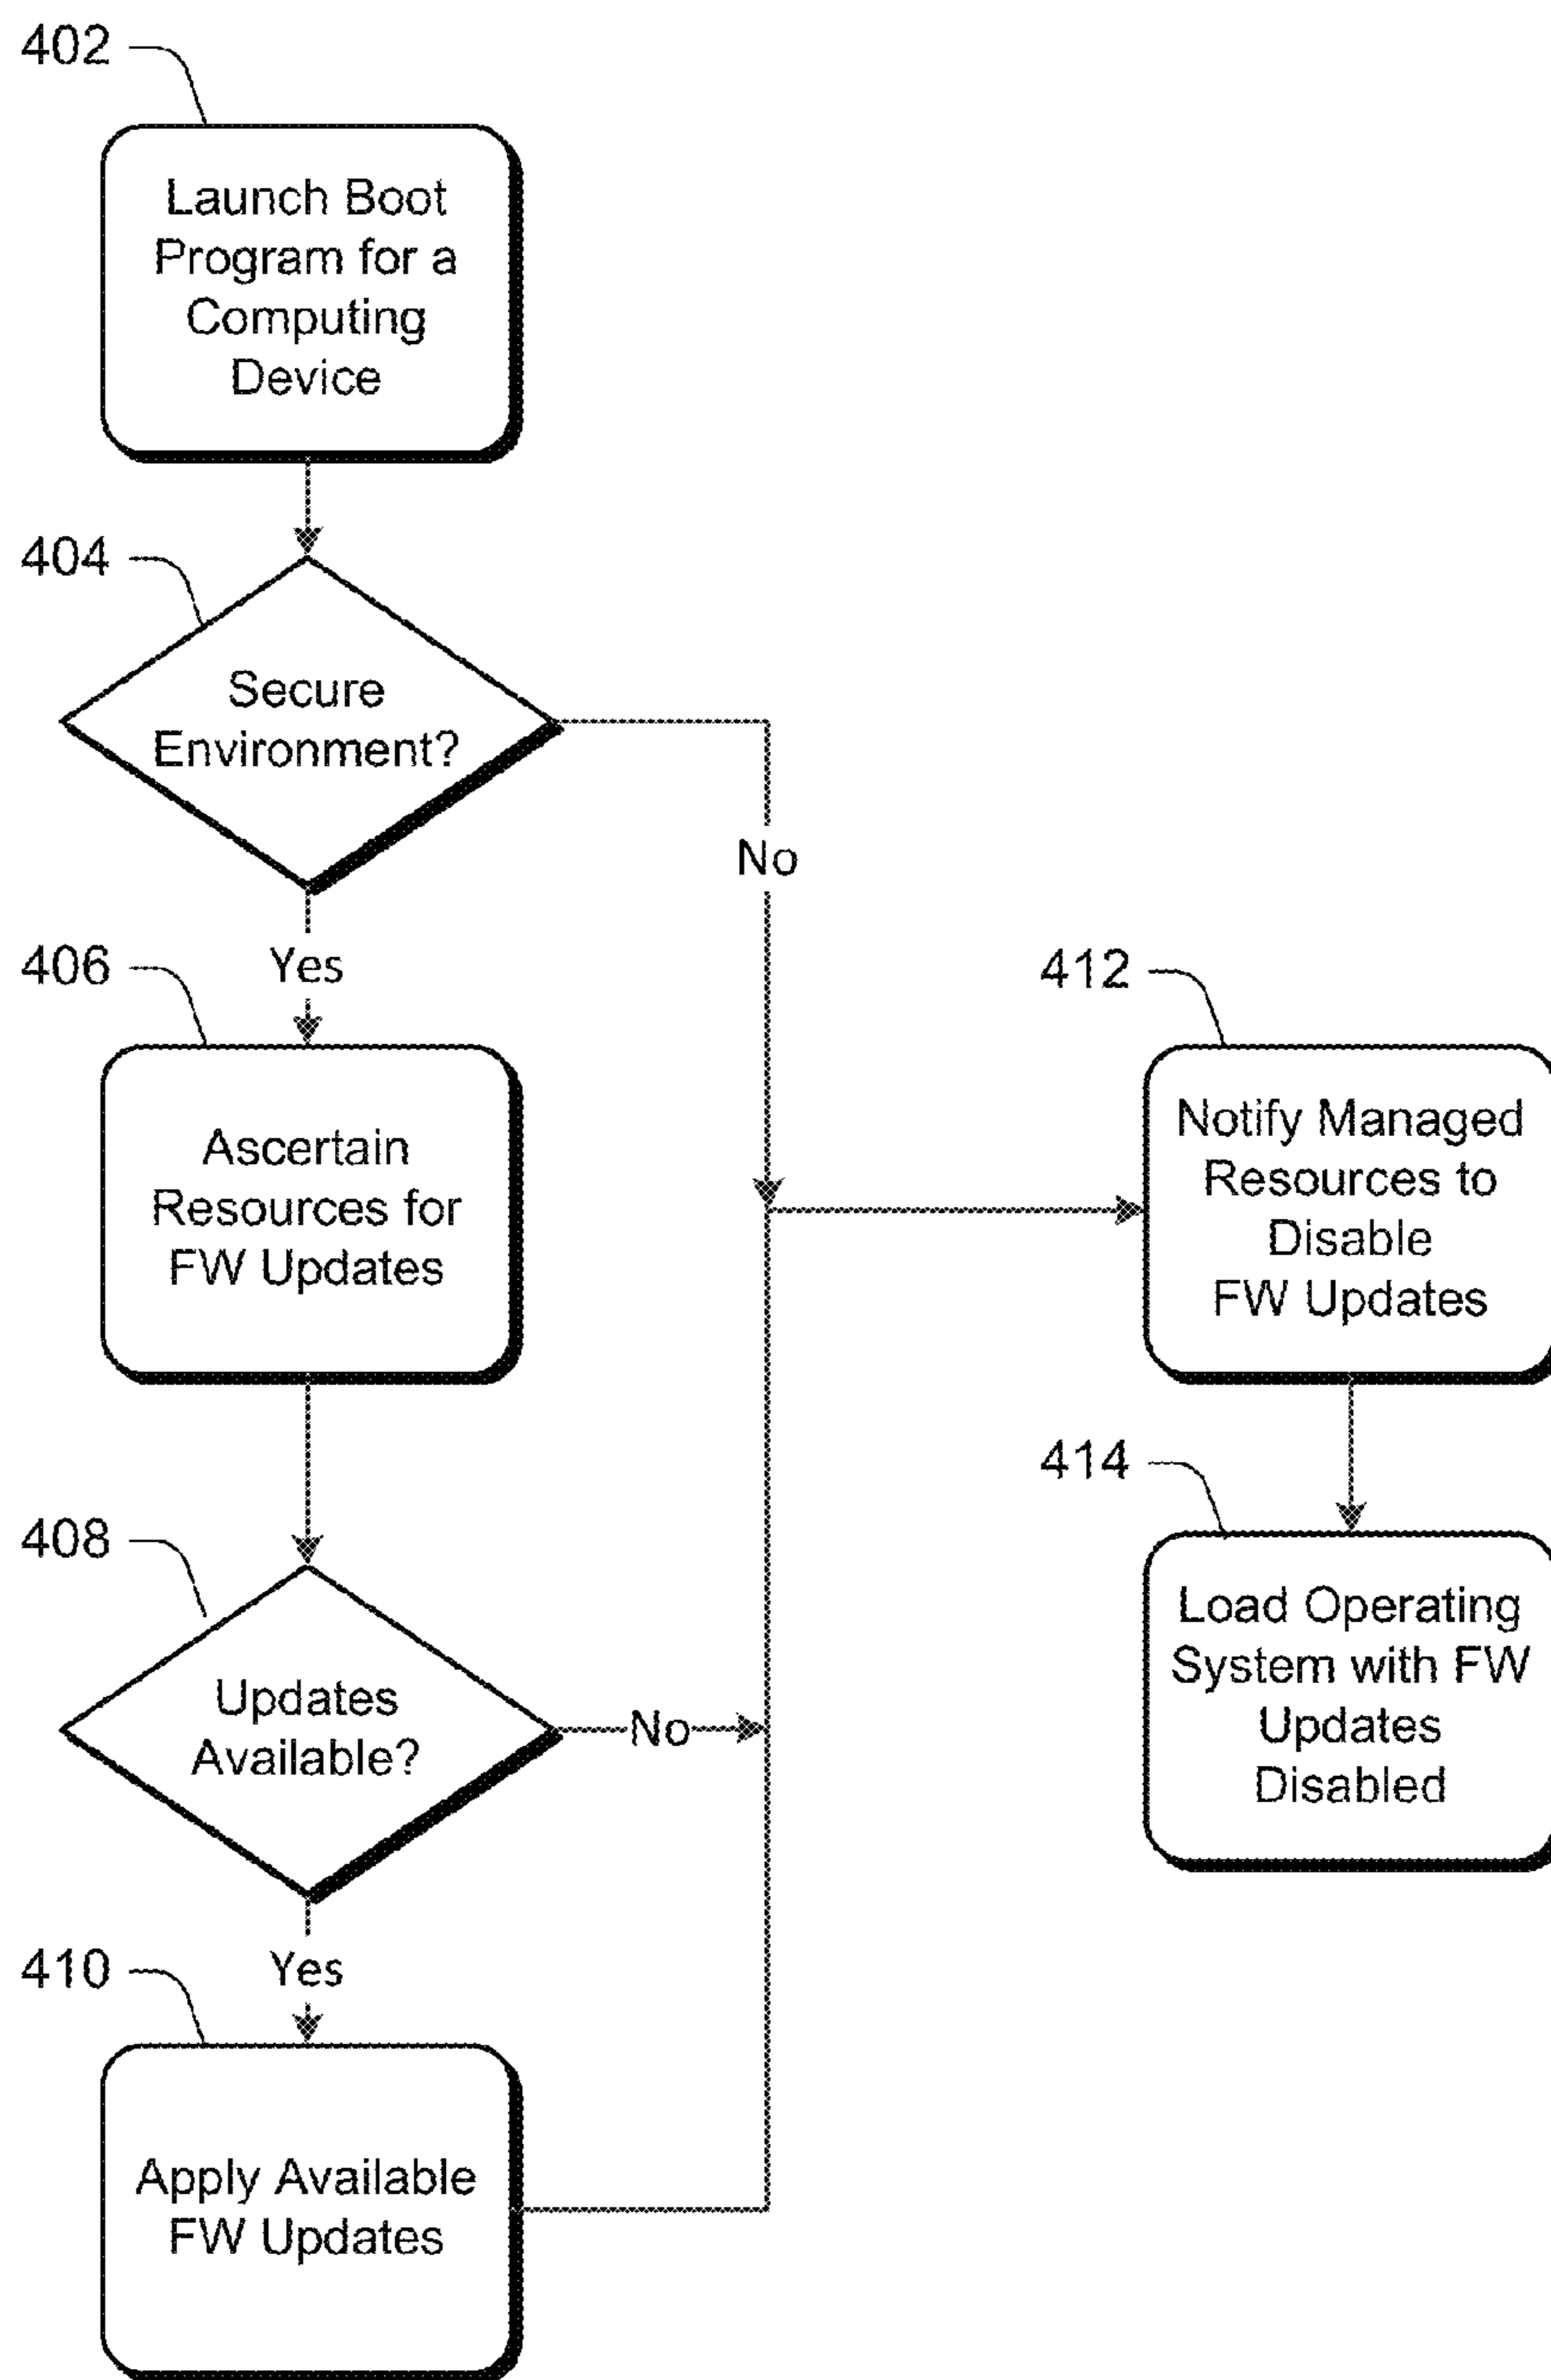 402
Launch Boot
Program for a
Computing
Device
404
Secure
Environment?
No
Yes
406
Ascertain
Resources for
FW Updates
412
Notify Managed
Resources to
Disable
FW Updates
408
Updates
Available?
No
414
Load Operating
System with FW
Updates
Disabled
Yes
410
Apply Available
FW Updates